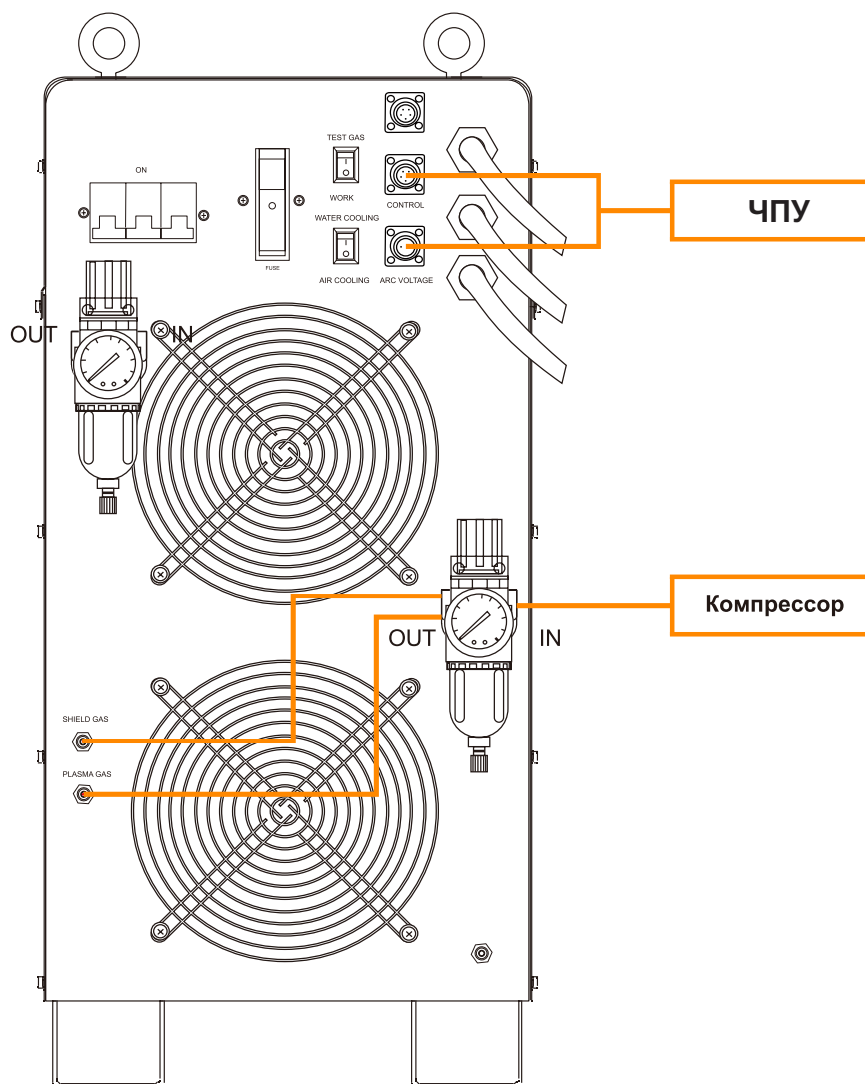 TEST GAS
ON
WORK
CONTROL
ЧПУ
WATER COOLING
FUSE
AIR COOLING
ARC VOLTAGE
OUT
IN
Компрессор
OUT
IN
SHIELD GAS
PLASMA GAS